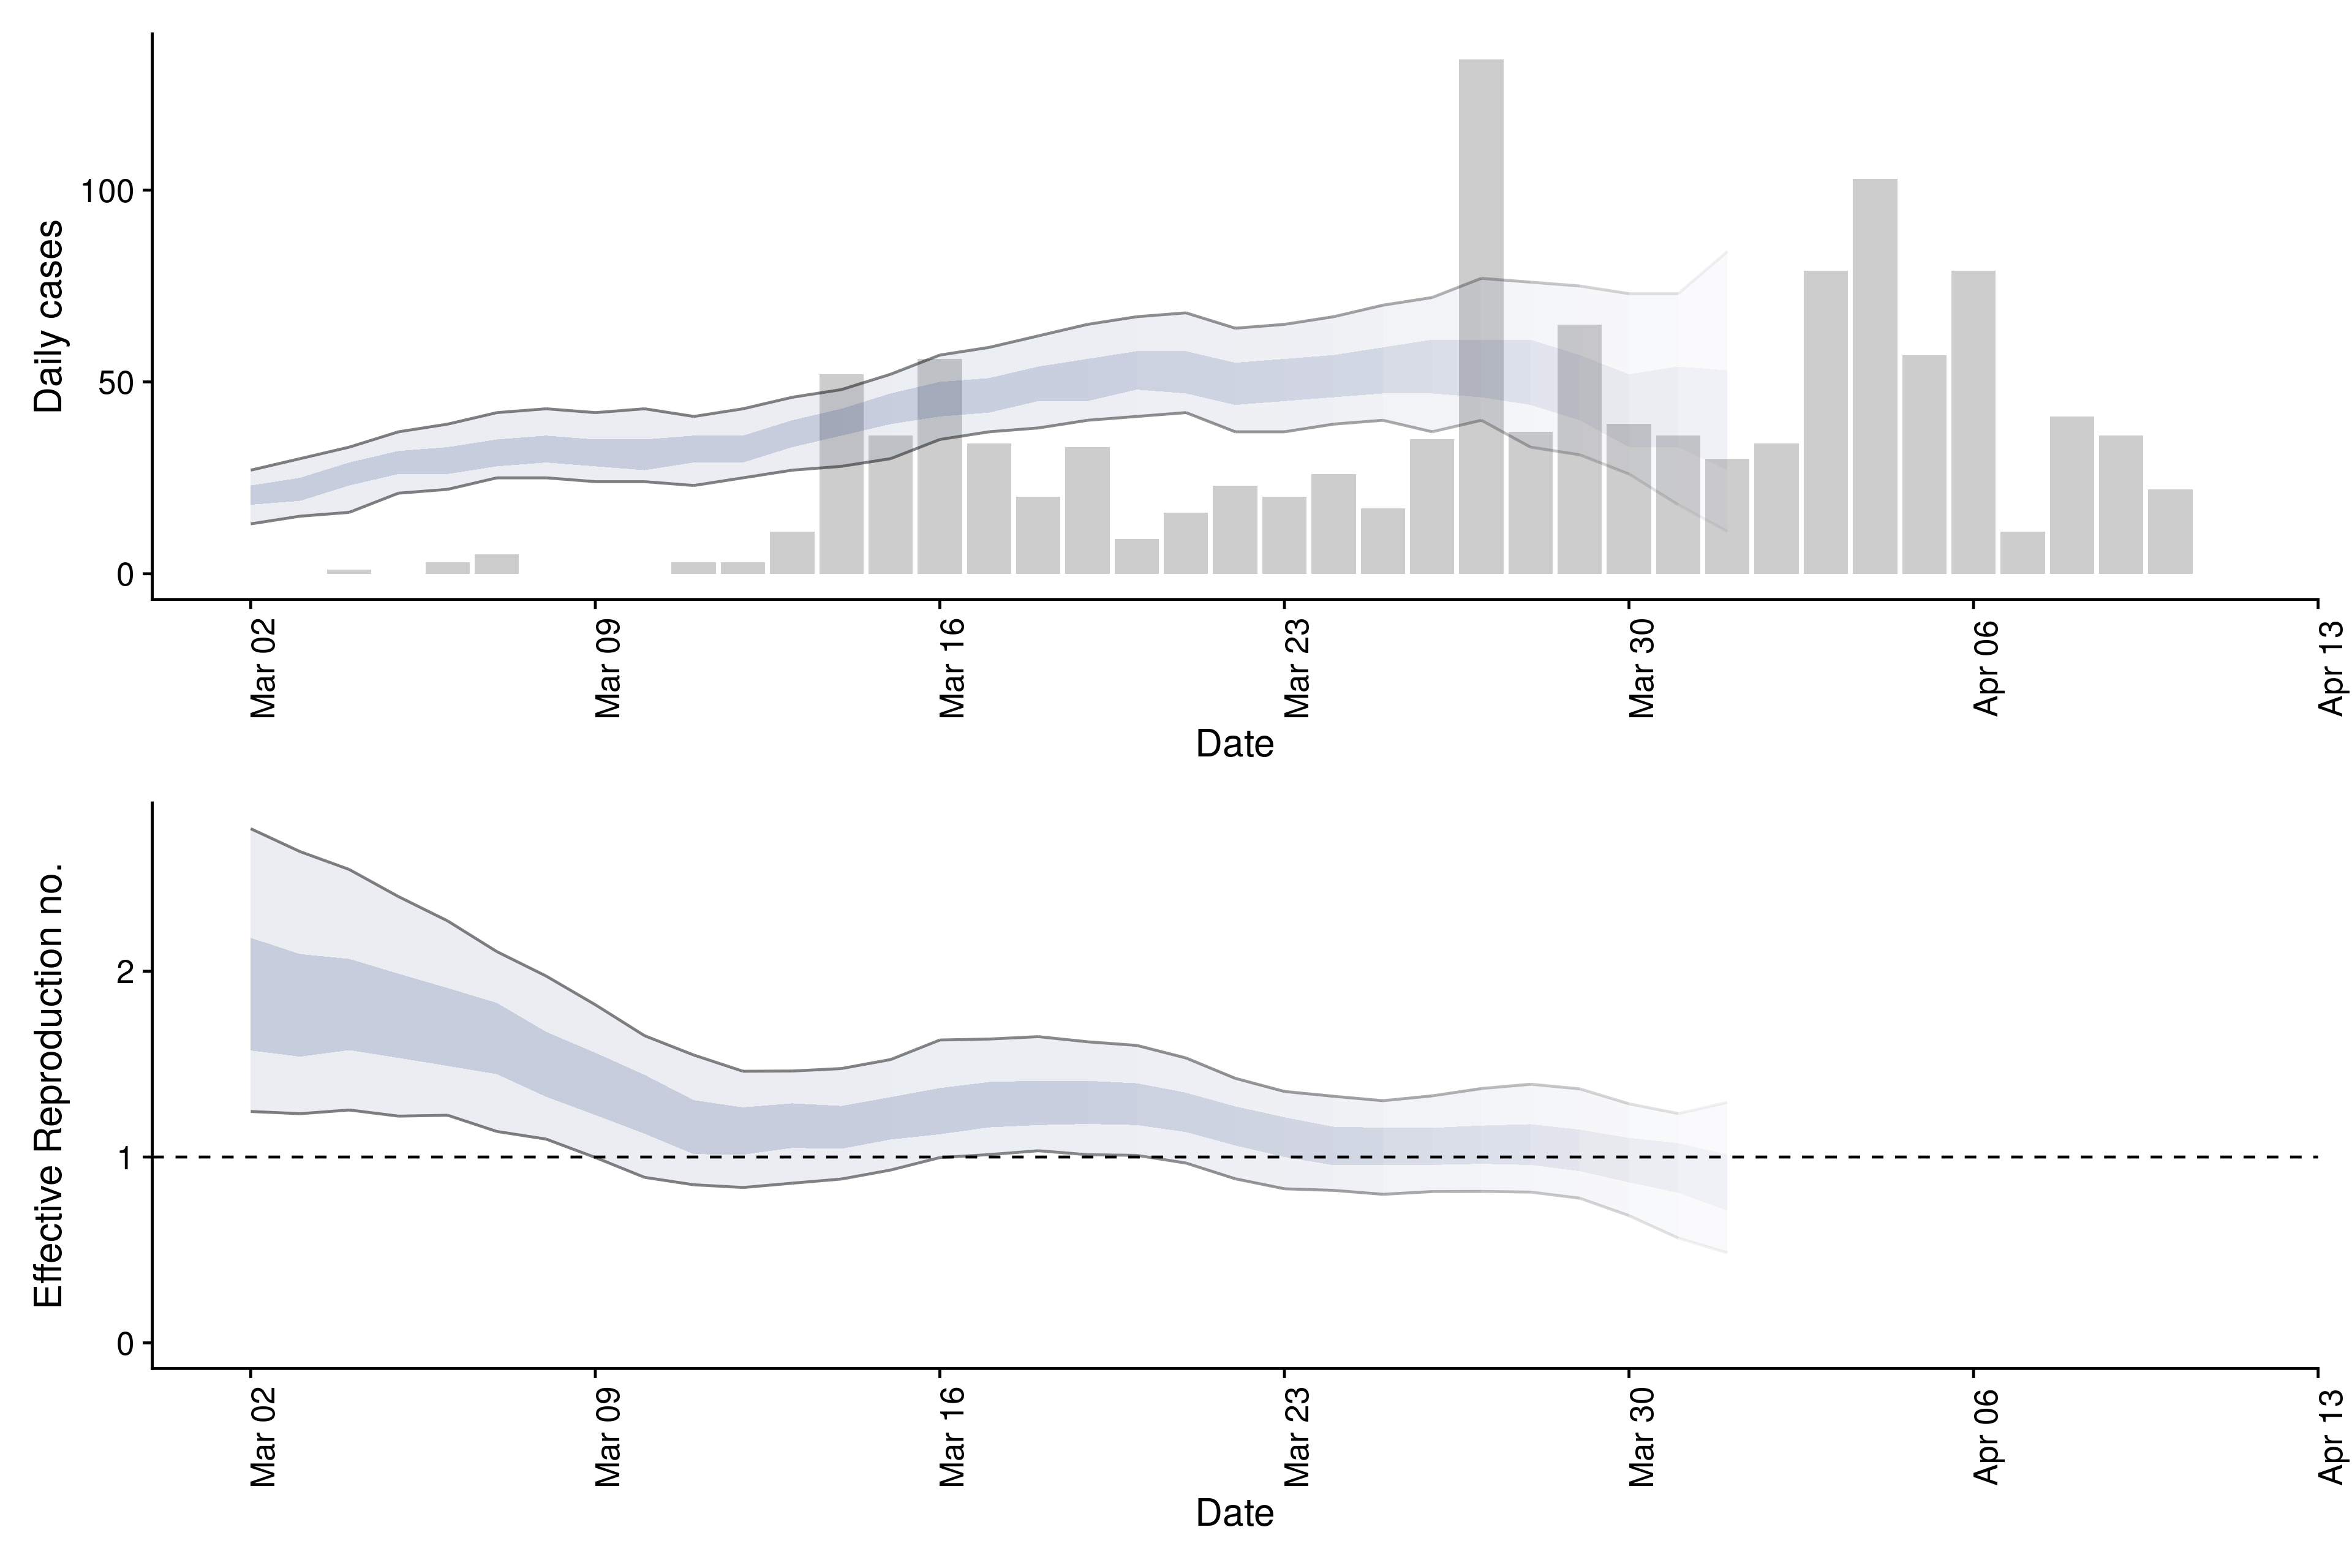 Daily cases
100
50
0
Mar 02
Mar 09
Mar 16
Mar 23
Mar 30
Apr 06
Apr 13
Date
Effective Reproduction no.
2
1
0
Mar 02
Mar 09
Mar 16
Mar 23
Mar 30
Apr 06
Apr 13
Date